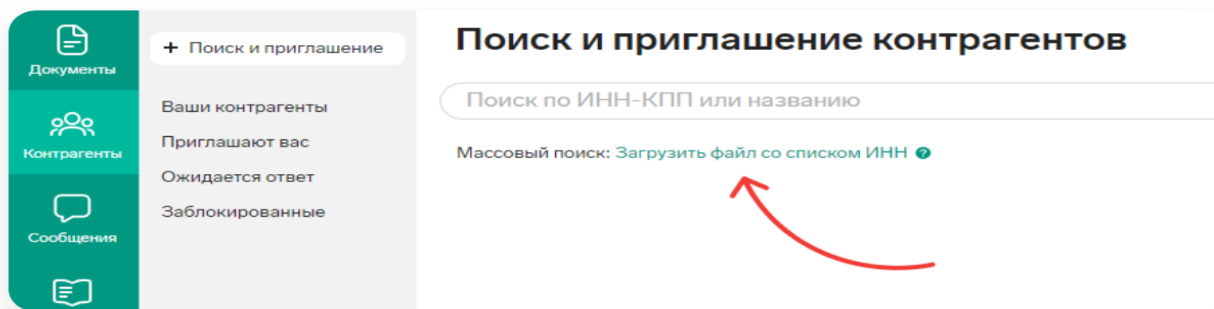 Документы
Контрагенты
Сообщения
+ Поиск и приглашение
Ваши контрагенты
Приглашают вас
Ожидается ответ
Заблокированные
Поиск и приглашение контрагентов
Поиск по ИНН-КПП или названию
Массовый поиск: Загрузить файл со списком ИНН ?